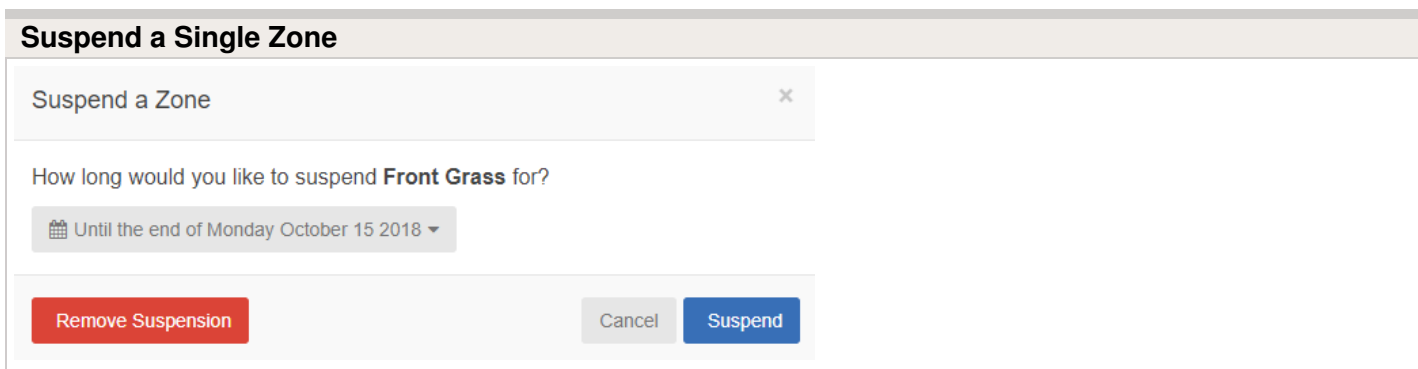 Suspend a Single Zone
Suspend a Zone ×
How long would you like to suspend Front Grass for?
Until the end of Monday October 15 2018
Remove Suspension Cancel Suspend